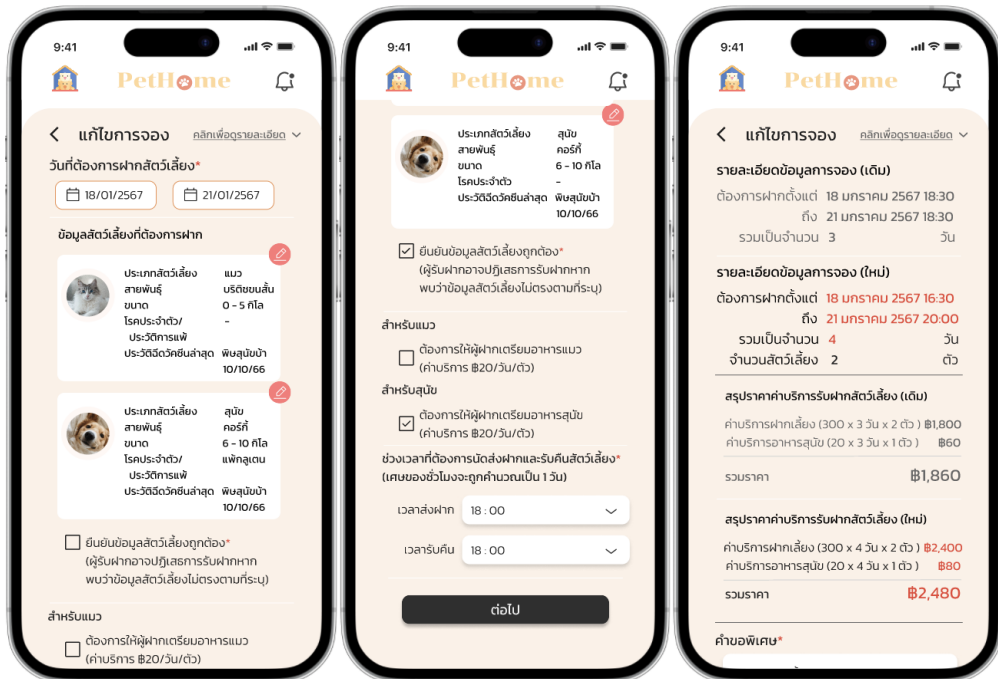 9:41
PetHome
แก้ไขการจอง คลิกเพื่อดูรายละเอียด
วันที่ต้องการฝากสัตว์เลี้ยง*
18/01/2567 21/01/2567
ข้อมูลสัตว์เลี้ยงที่ต้องการฝาก
ประเภทสัตว์เลี้ยง แมว
สายพันธุ์ บริติชขนสั้น
ขนาด 0 - 5 กิโล
โรคประจำตัว/ -
ประวัติการแพ้
ประวัติฉีดวัคซีนล่าสุด พิษสุนัขบ้า
10/10/66
ประเภทสัตว์เลี้ยง สุนัข
สายพันธุ์ คอร์กี้
ขนาด 6 - 10 กิโล
โรคประจำตัว/ แพ้กลูเตน
ประวัติการแพ้
ประวัติฉีดวัคซีนล่าสุด พิษสุนัขบ้า
10/10/66
ยืนยันข้อมูลสัตว์เลี้ยงถูกต้อง*
(ผู้รับฝากอาจปฏิเสธการรับฝากหาก
พบว่าข้อมูลสัตว์เลี้ยงไม่ตรงตามที่ระบุ)
สำหรับแมว
ต้องการให้ผู้ฝากเตรียมอาหารแมว
(ค่าบริการ ฿20/วัน/ตัว)
9:41
PetHome
ประเภทสัตว์เลี้ยง สุนัข
สายพันธุ์ คอร์กี้
ขนาด 6 - 10 กิโล
โรคประจำตัว -
ประวัติฉีดวัคซีนล่าสุด พิษสุนัขบ้า
10/10/66
ยืนยันข้อมูลสัตว์เลี้ยงถูกต้อง*
(ผู้รับฝากอาจปฏิเสธการรับฝากหาก
พบว่าข้อมูลสัตว์เลี้ยงไม่ตรงตามที่ระบุ)
สำหรับแมว
ต้องการให้ผู้ฝากเตรียมอาหารแมว
(ค่าบริการ ฿20/วัน/ตัว)
สำหรับสุนัข
ต้องการให้ผู้ฝากเตรียมอาหารสุนัข
(ค่าบริการ ฿20/วัน/ตัว)
ช่วงเวลาที่ต้องการนัดส่งฝากและรับคืนสัตว์เลี้ยง*
(เศษของชั่วโมงจะถูกคำนวณเป็น 1 วัน)
เวลาส่งฝาก 18 : 00
เวลารับคืน 18 : 00
ต่อไป
9:41
PetHome
แก้ไขการจอง คลิกเพื่อดูรายละเอียด
รายละเอียดข้อมูลการจอง (เดิม)
ต้องการฝากตั้งแต่ 18 มกราคม 2567 18:30
ถึง 21 มกราคม 2567 18:30
รวมเป็นจำนวน 3 วัน
รายละเอียดข้อมูลการจอง (ใหม่)
ต้องการฝากตั้งแต่ 18 มกราคม 2567 16:30
ถึง 21 มกราคม 2567 20:00
รวมเป็นจำนวน 4 วัน
จำนวนสัตว์เลี้ยง 2 ตัว
สรุปราคาค่าบริการรับฝากสัตว์เลี้ยง (เดิม)
ค่าบริการฝากเลี้ยง (300 x 3 วัน x 2 ตัว ) ฿1,800
ค่าบริการอาหารสุนัข (20 x 3 วัน x 1 ตัว ) ฿60
รวมราคา ฿1,860
สรุปราคาค่าบริการรับฝากสัตว์เลี้ยง (ใหม่)
ค่าบริการฝากเลี้ยง (300 x 4 วัน x 2 ตัว ) ฿2,400
ค่าบริการอาหารสุนัข (20 x 4 วัน x 1 ตัว ) ฿80
รวมราคา ฿2,480
คำขอพิเศษ*